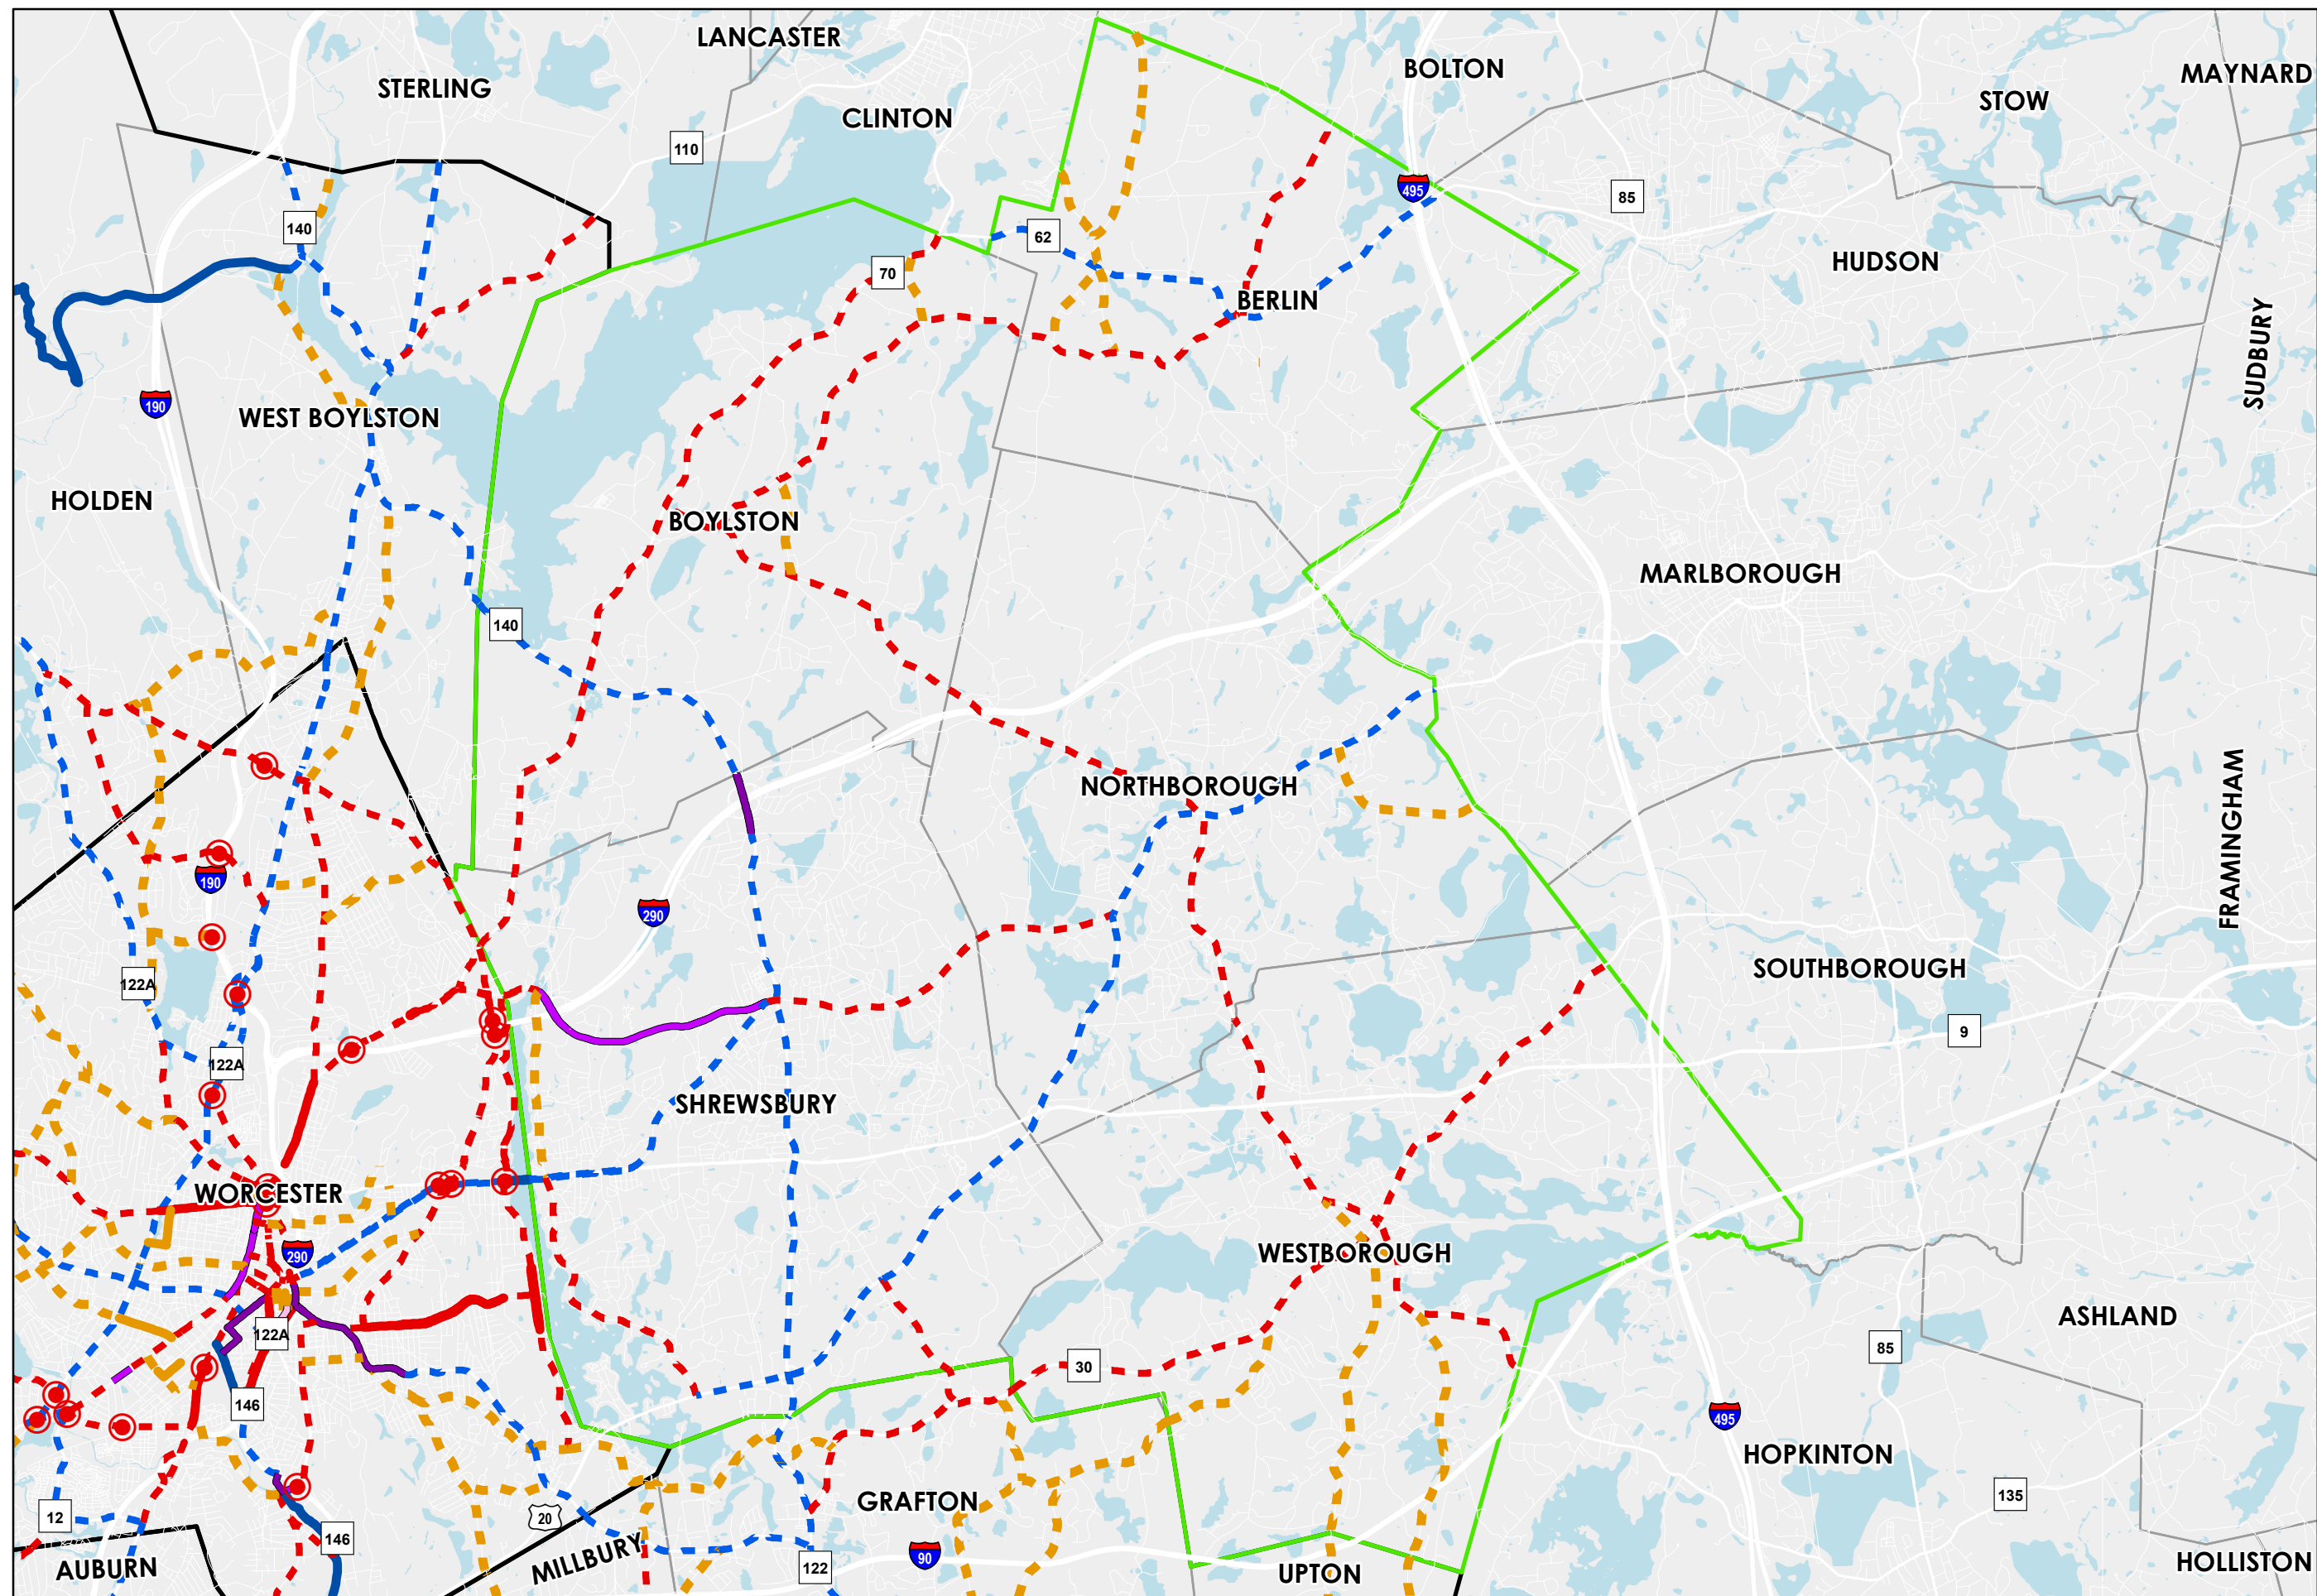 LANCASTER
BOLTON
MAYNARD
STERLING
STOW
CLINTON
110
495
85
140
62
HUDSON
70
BERLIN
SUDBURY
190
WEST BOYLSTON
HOLDEN
BOYLSTON
MARLBOROUGH
140
NORTHBOROUGH
FRAMINGHAM
190
290
122A
SOUTHBOROUGH
9
122A
SHREWSBURY
WORCESTER
290
WESTBOROUGH
ASHLAND
122A
85
30
146
495
HOPKINTON
135
GRAFTON
12
20
146
MILLBURY
90
AUBURN
122
UPTON
HOLLISTON